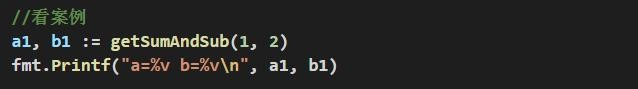 //看案例
a1, b1 := getSumAndSub(1, 2)
fmt.Printf("a=%v b=%v\n", a1, b1)